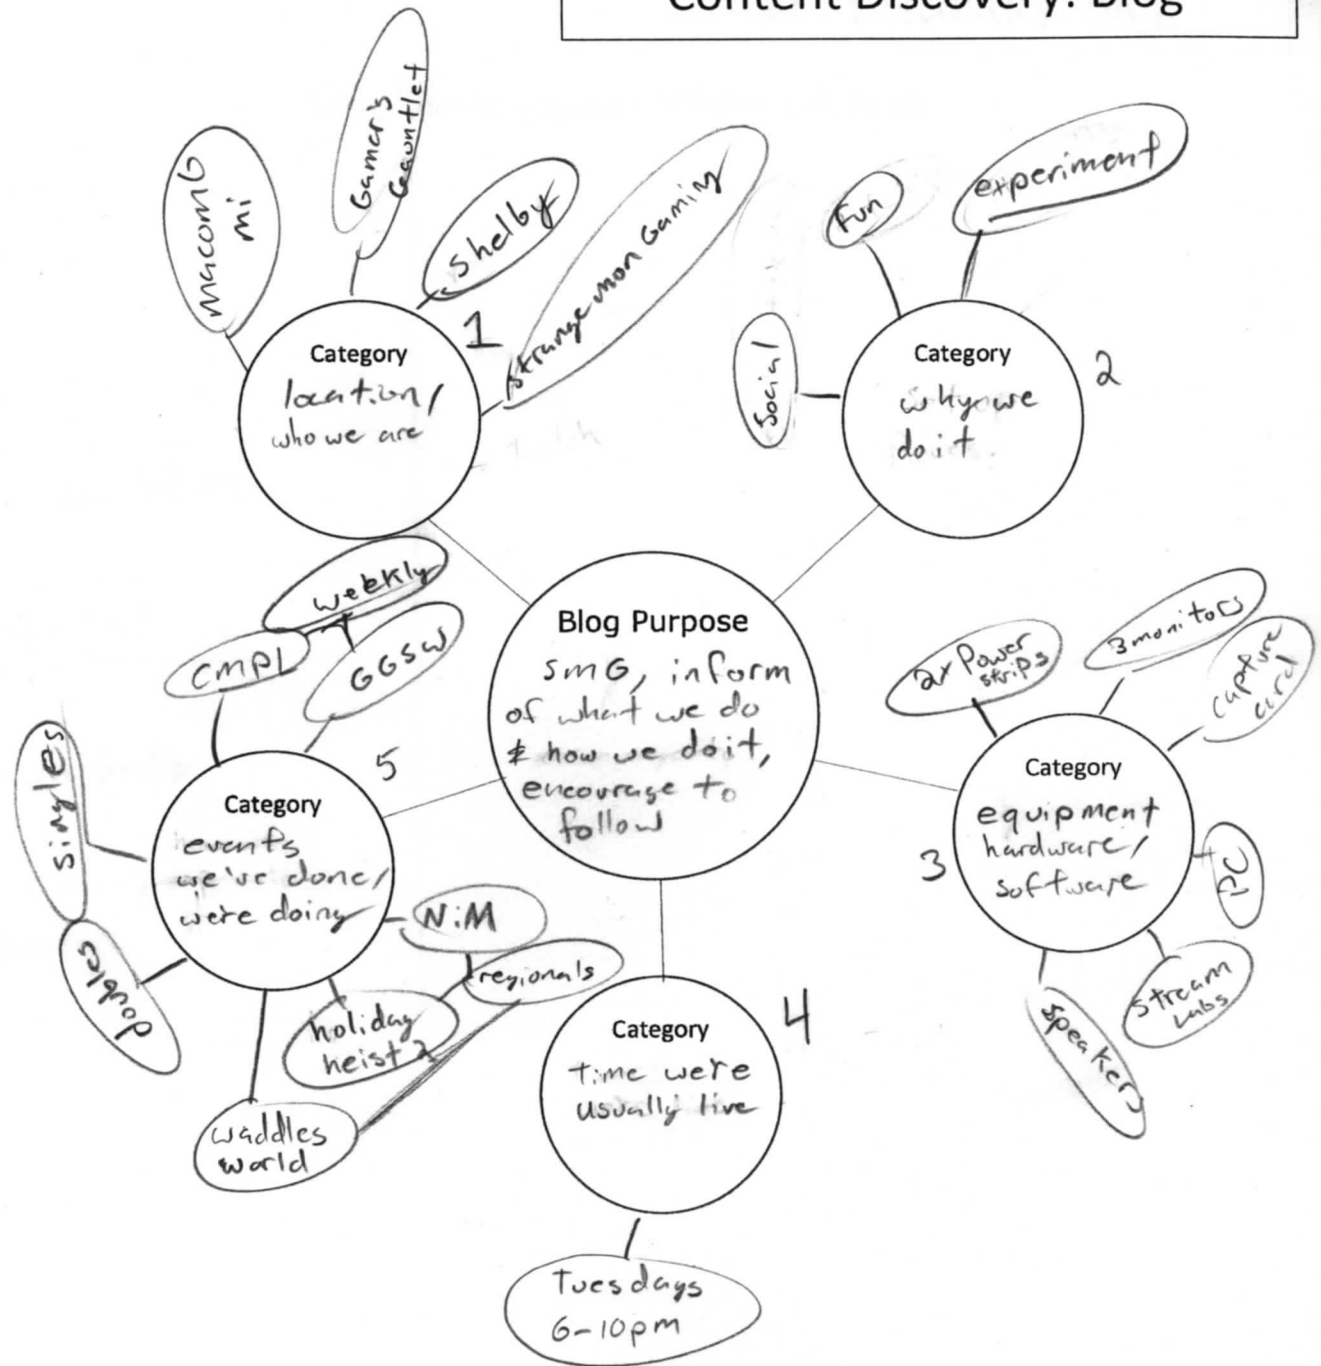 Content Discovery: Blog
Gamer's
Geauntlet
macomb
mi
Shelby
strange mon Gaming
1
Category
location/
who we are
Fun
experiment
Social
Category
why we
do it
2
Blog Purpose
SMG, inform
of what we do
& how we do it,
encourage to
follow
2x Power
strips
3 monitors
capture
card
PC
Stream
Labs
speakers
3
Category
equipment
hardware/
software
Category
time we're
usually live
4
Tuesdays
6-10pm
5
Category
events
we've done/
we're doing
weekly
CMPL
GGSW
singles
doubles
NiM
regionals
holiday
heist 2
waddles
world